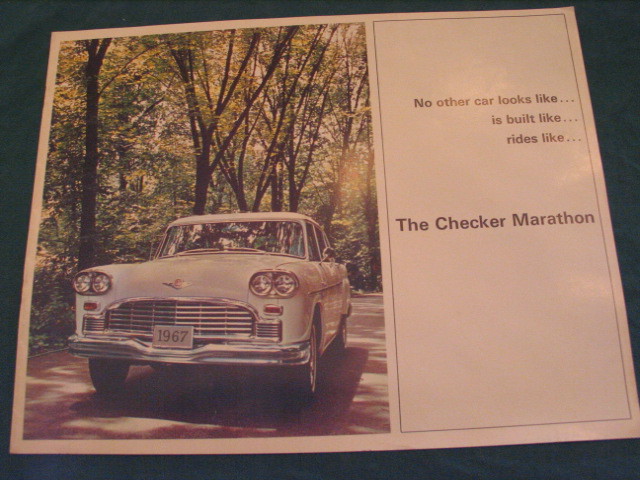 No other car looks like...
is built like...
rides like...
The Checker Marathon
1967